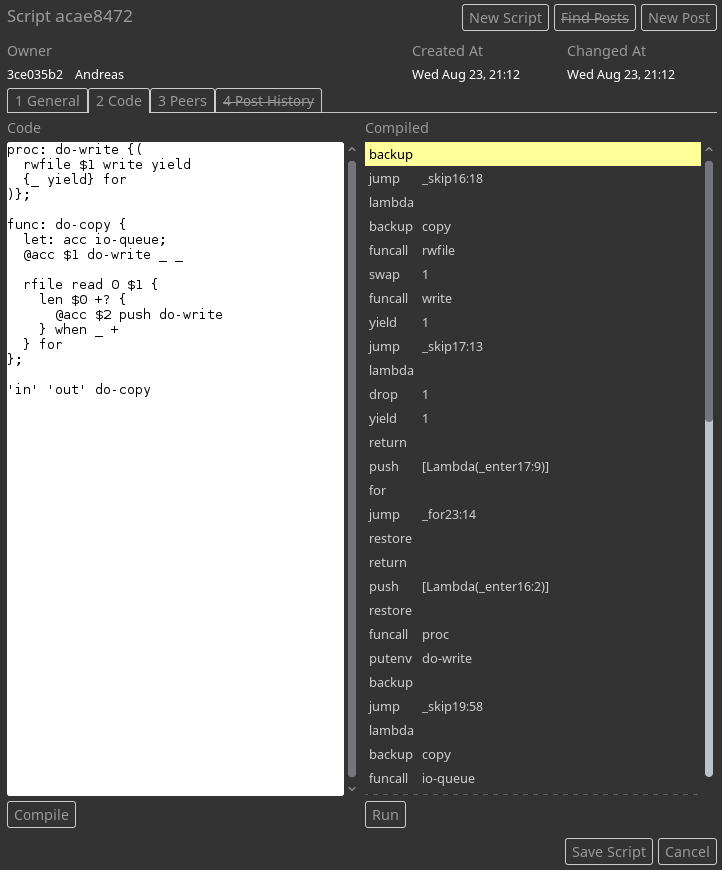 Script acae8472
New Script Find Posts New Post
Owner Created At Changed At
3ce035b2 Andreas Wed Aug 23, 21:12 Wed Aug 23, 21:12
1 General 2 Code 3 Peers 4 Post History
Code
proc: do-write {(
  rwfile $1 write yield
  {_ yield} for
)};

func: do-copy {
  let: acc io-queue;
  @acc $1 do-write _ _

  rfile read 0 $1 {
    len $0 +? {
      @acc $2 push do-write
    } when _ +
  } for
};

'in' 'out' do-copy
Compile
Compiled
backup
jump _skip16:18
lambda
backup copy
funcall rwfile
swap 1
funcall write
yield 1
jump _skip17:13
lambda
drop 1
yield 1
return
push [Lambda(_enter17:9)]
for
jump _for23:14
restore
return
push [Lambda(_enter16:2)]
restore
funcall proc
putenv do-write
backup
jump _skip19:58
lambda
backup copy
funcall io-queue
Run
Save Script Cancel